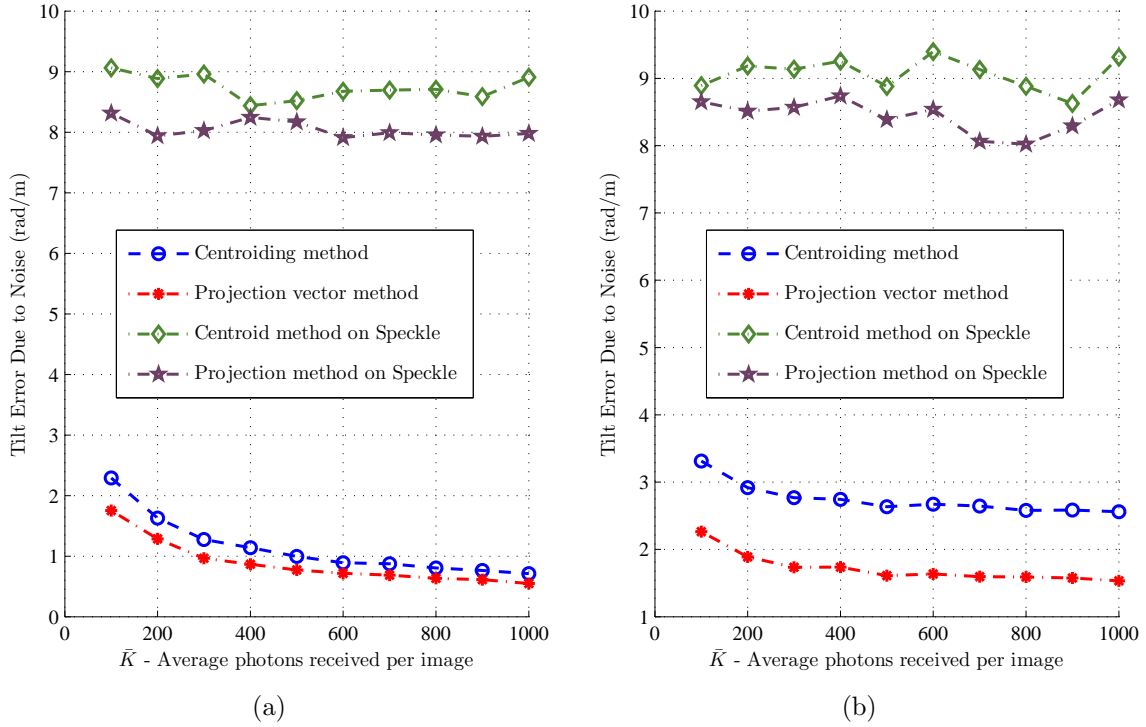 10
9
8
7
6
5
4
3
2
1
0
Tilt Error Due to Noise (rad/m)
Centroiding method
Projection vector method
Centroid method on Speckle
Projection method on Speckle
0 200 400 600 800 1000
K̄ - Average photons received per image
(a)
10
9
8
7
6
5
4
3
2
1
Tilt Error Due to Noise (rad/m)
Centroiding method
Projection vector method
Centroid method on Speckle
Projection method on Speckle
0 200 400 600 800 1000
K̄ - Average photons received per image
(b)